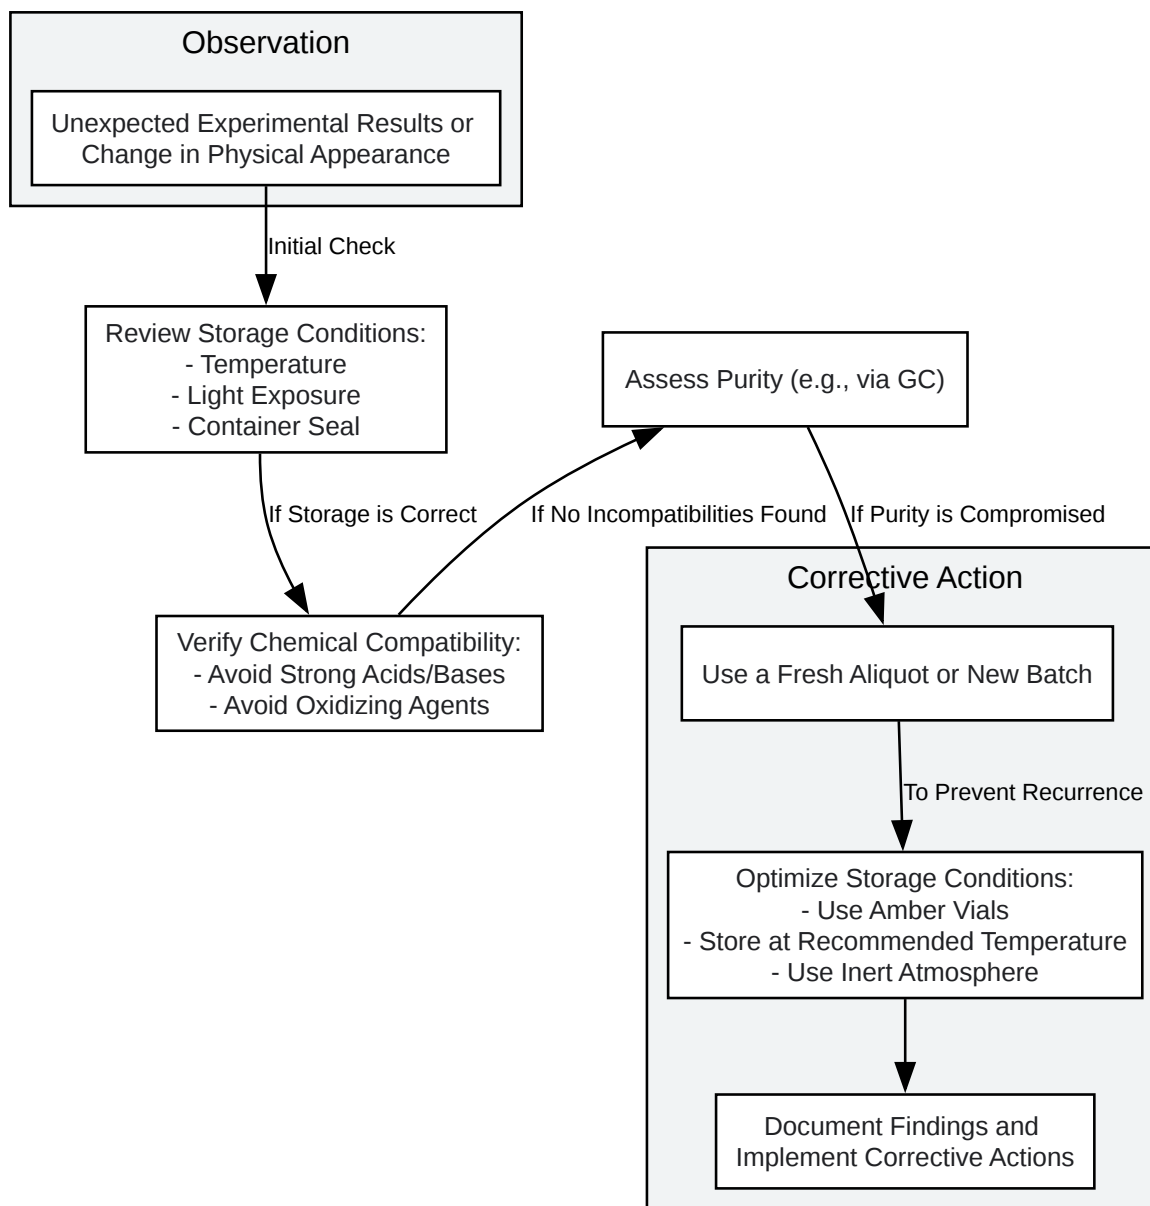 Observation
Unexpected Experimental Results or
Change in Physical Appearance
Initial Check
Review Storage Conditions:
- Temperature
- Light Exposure
- Container Seal
Assess Purity (e.g., via GC)
If Storage is Correct
If No Incompatibilities Found
If Purity is Compromised
Verify Chemical Compatibility:
- Avoid Strong Acids/Bases
- Avoid Oxidizing Agents
Corrective Action
Use a Fresh Aliquot or New Batch
To Prevent Recurrence
Optimize Storage Conditions:
- Use Amber Vials
- Store at Recommended Temperature
- Use Inert Atmosphere
Document Findings and
Implement Corrective Actions